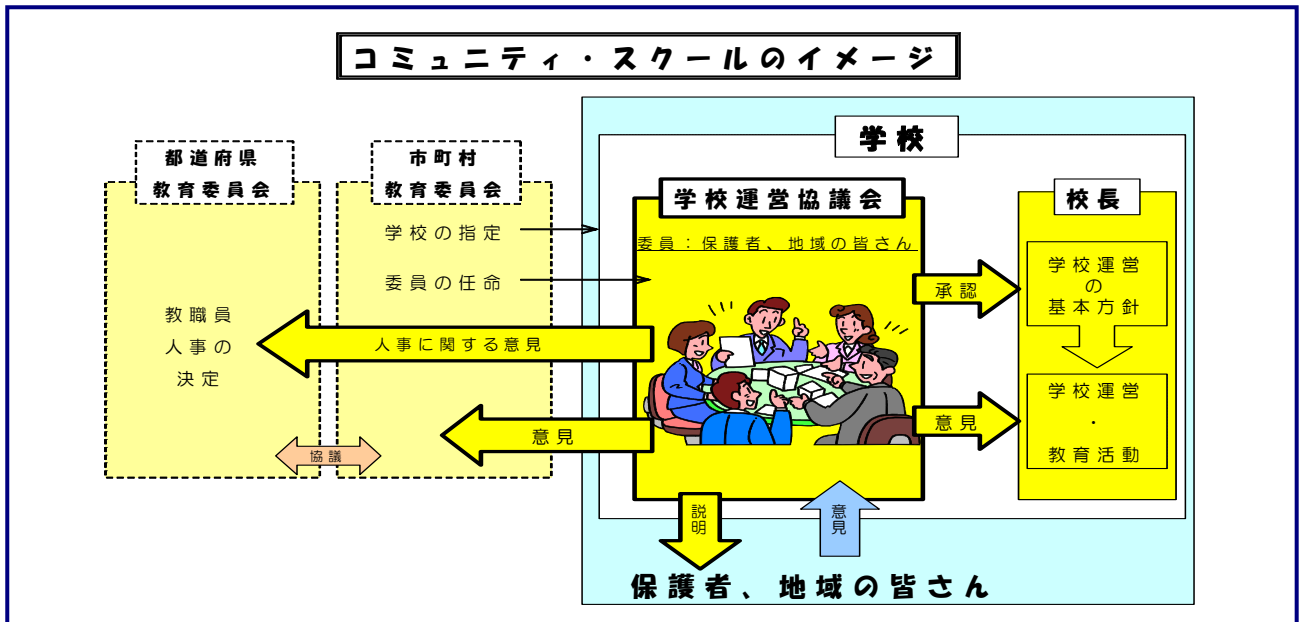 コミュニティ・スクールのイメージ
学校
都道府県
教育委員会
市町村
教育委員会
学校運営協議会
校長
学校の指定
委員：保護者、地域の皆さん
委員の任命
承認
学校運営
の
基本方針
教職員
人事の
決定
人事に関する意見
学校運営
・
教育活動
意見
意見
協議
説明
意見
保護者、地域の皆さん